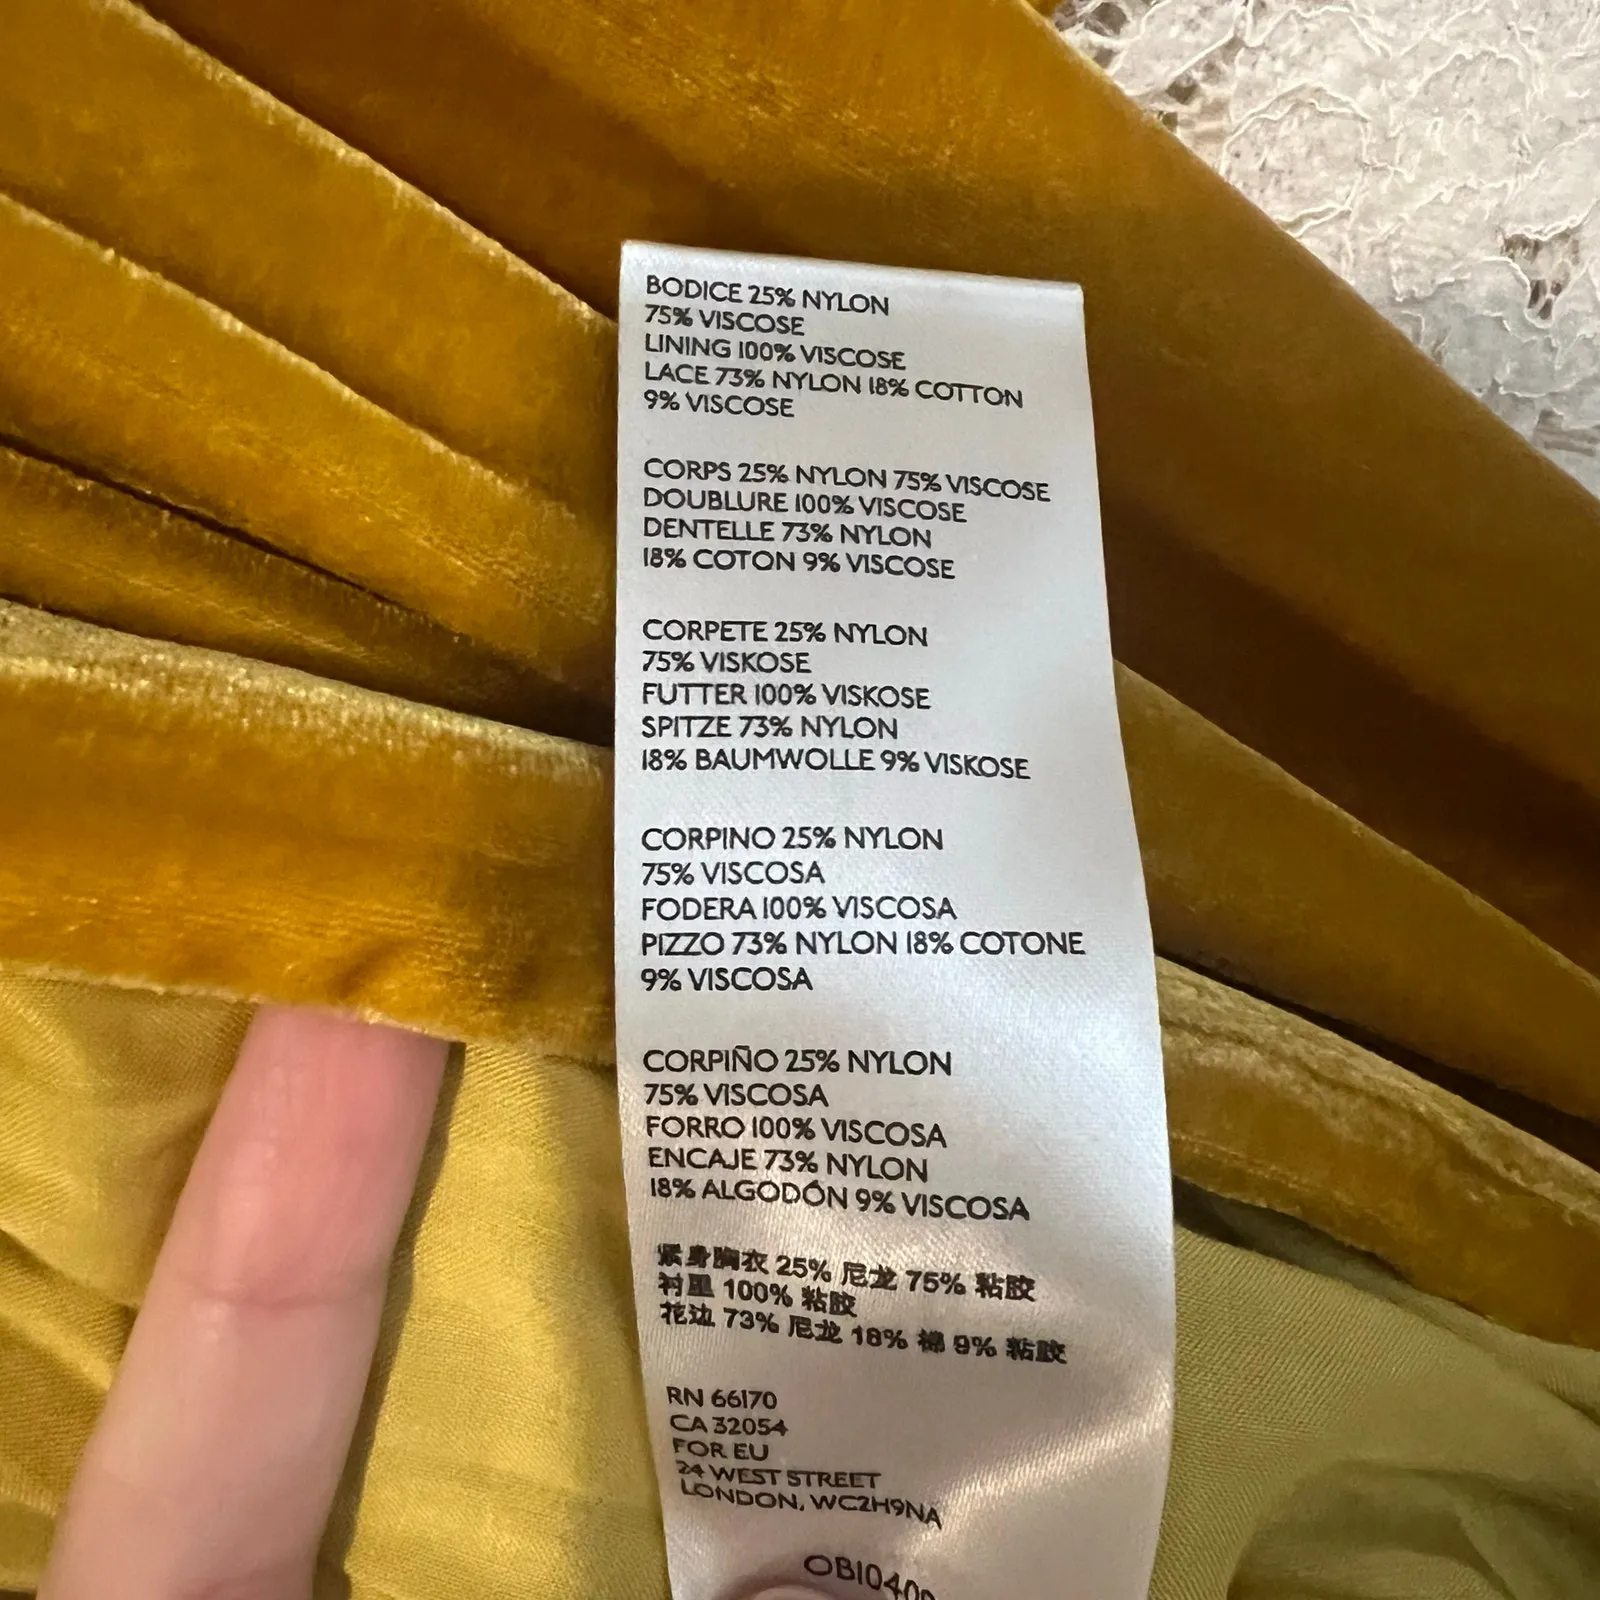 BODICE 25% NYLON
75% VISCOSE
LINING 100% VISCOSE
LACE 73% NYLON 18% COTTON
9% VISCOSE
CORPS 25% NYLON 75% VISCOSE
DOUBLURE 100% VISCOSE
DENTELLE 73% NYLON
18% COTON 9% VISCOSE
CORPETE 25% NYLON
75% VISKOSE
FUTTER 100% VISKOSE
SPITZE 73% NYLON
18% BAUMWOLLE 9% VISKOSE
CORPINO 25% NYLON
75% VISCOSA
FODERA 100% VISCOSA
PIZZO 73% NYLON 18% COTONE
9% VISCOSA
CORPIÑO 25% NYLON
75% VISCOSA
FORRO 100% VISCOSA
ENCAJE 73% NYLON
18% ALGODÓN 9% VISCOSA
紧身胸衣 25% 尼龙 75% 粘胶
衬里 100% 粘胶
花边 73% 尼龙 18% 棉 9% 粘胶
RN 66170
CA 32054
FOR EU
24 WEST STREET
LONDON, WC2H9NA